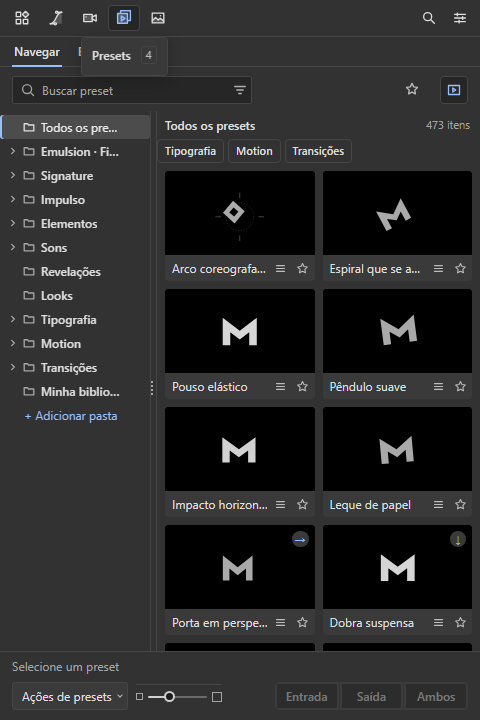 Presets 4
Navegar
Buscar preset
Todos os pre...
Emulsion · Fi...
Signature
Impulso
Elementos
Sons
Revelações
Looks
Tipografia
Motion
Transições
Minha biblio...
+ Adicionar pasta
Todos os presets 473 itens
Tipografia Motion Transições
Arco coreografa... Espiral que se a...
Pouso elástico Pêndulo suave
Impacto horizon... Leque de papel
Porta em perspe... Dobra suspensa
Selecione um preset
Ações de presets Entrada Saída Ambos